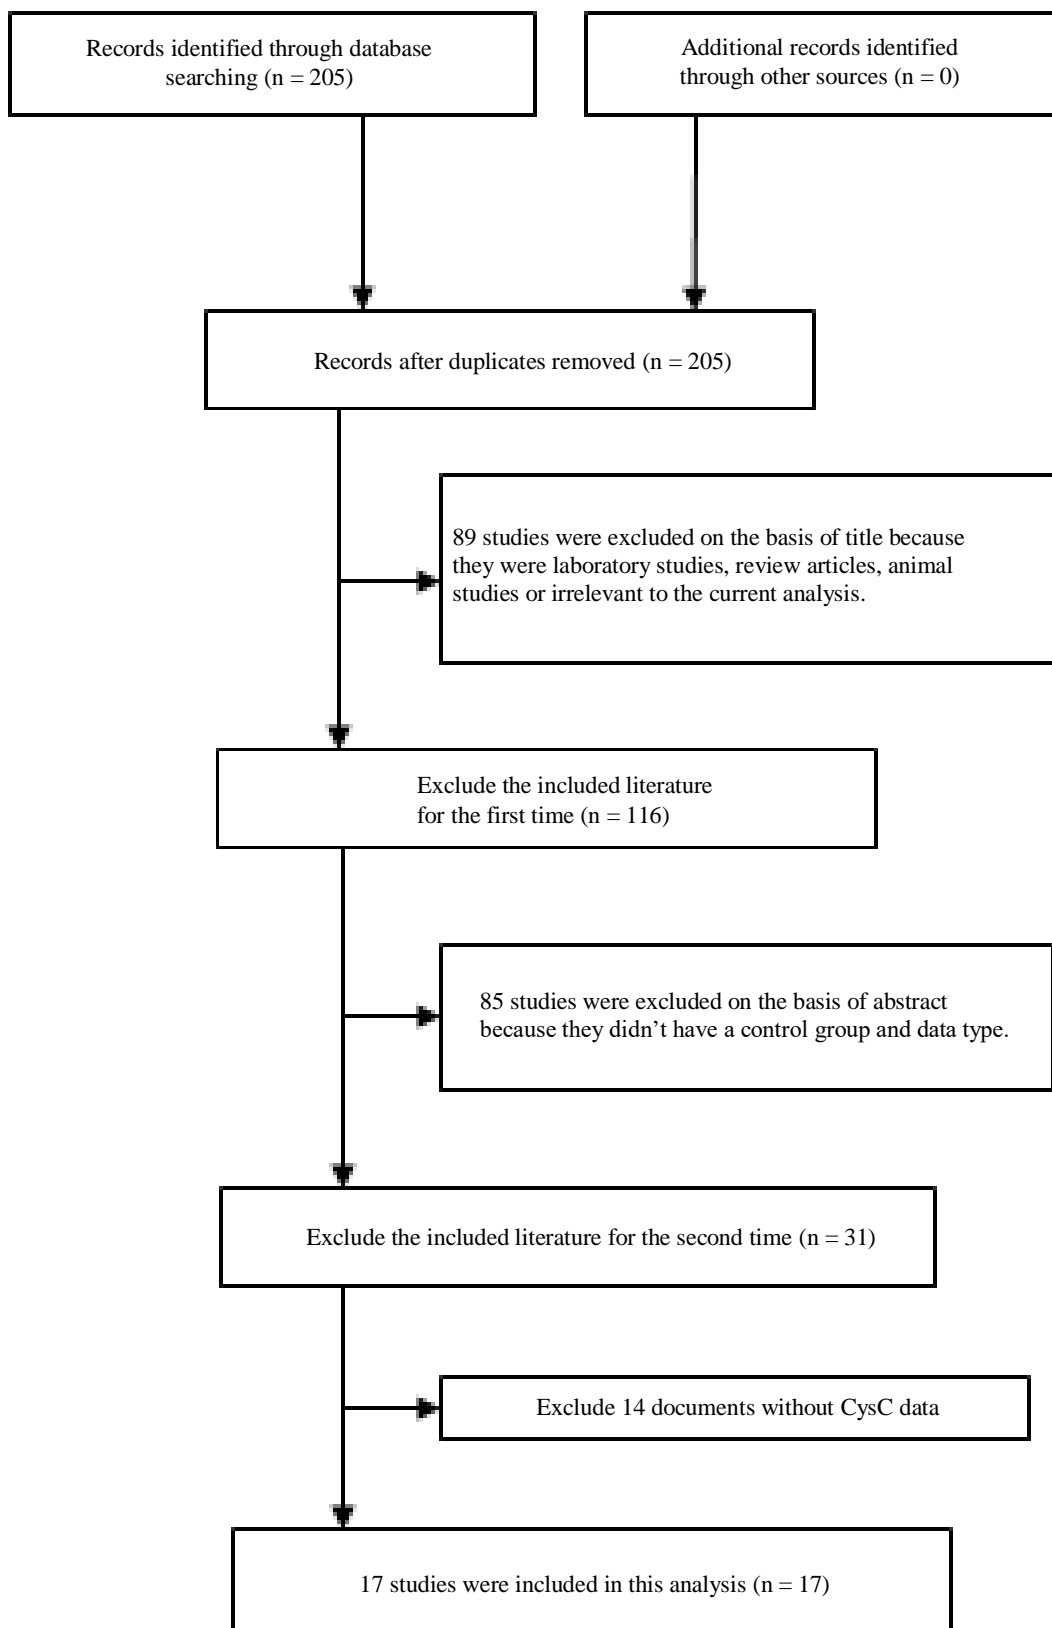 Records identified through database
searching (n = 205)
Additional records identified
through other sources (n = 0)
Records after duplicates removed (n = 205)
89 studies were excluded on the basis of title because
they were laboratory studies, review articles, animal
studies or irrelevant to the current analysis.
Exclude the included literature
for the first time (n = 116)
85 studies were excluded on the basis of abstract
because they didn’t have a control group and data type.
Exclude the included literature for the second time (n = 31)
Exclude 14 documents without CysC data
17 studies were included in this analysis (n = 17)